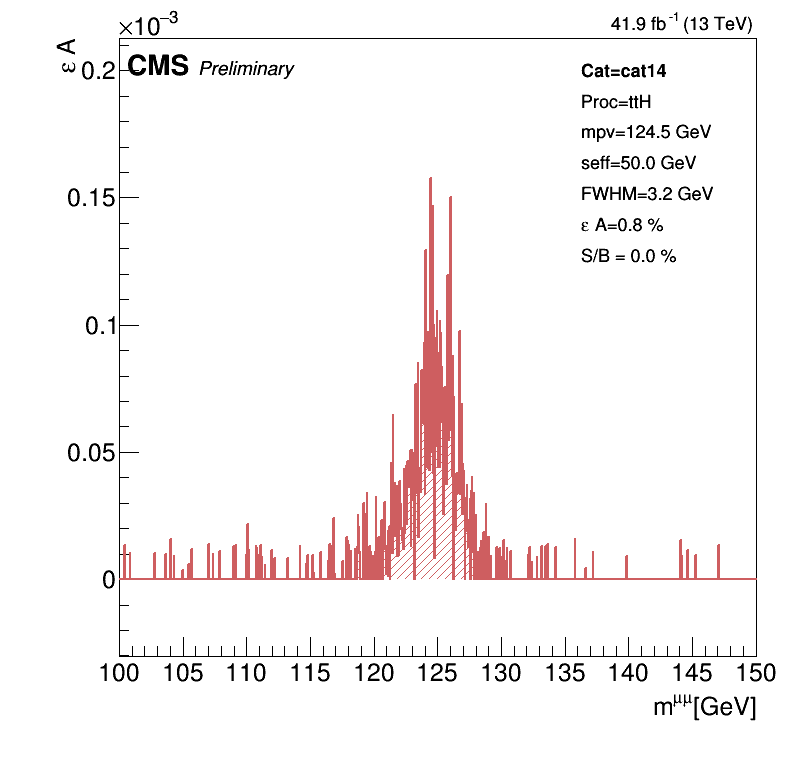 ×10⁻³
41.9 fb⁻¹ (13 TeV)
ε A
CMS Preliminary
Cat=cat14
Proc=ttH
mpv=124.5 GeV
seff=50.0 GeV
FWHM=3.2 GeV
ε A=0.8 %
S/B = 0.0 %
0.2
0.15
0.1
0.05
0
100 105 110 115 120 125 130 135 140 145 150
m^μμ[GeV]